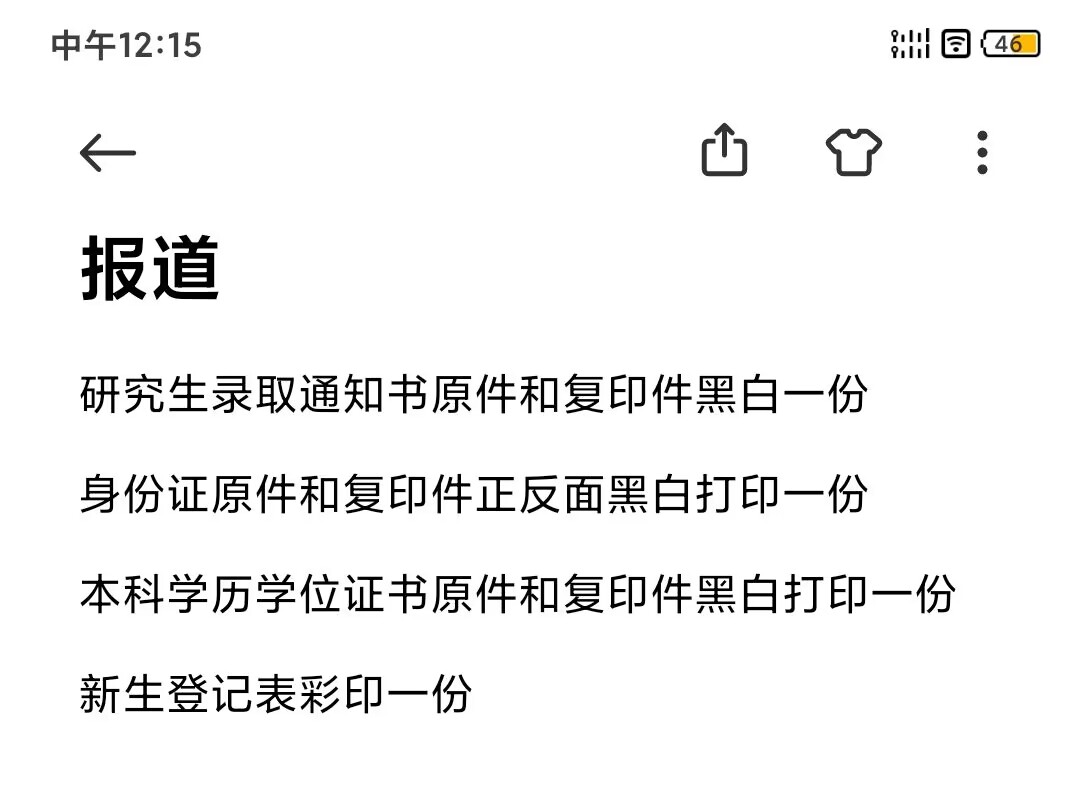 中午12:15
46
报道
研究生录取通知书原件和复印件黑白一份
身份证原件和复印件正反面黑白打印一份
本科学历学位证书原件和复印件黑白打印一份
新生登记表彩印一份